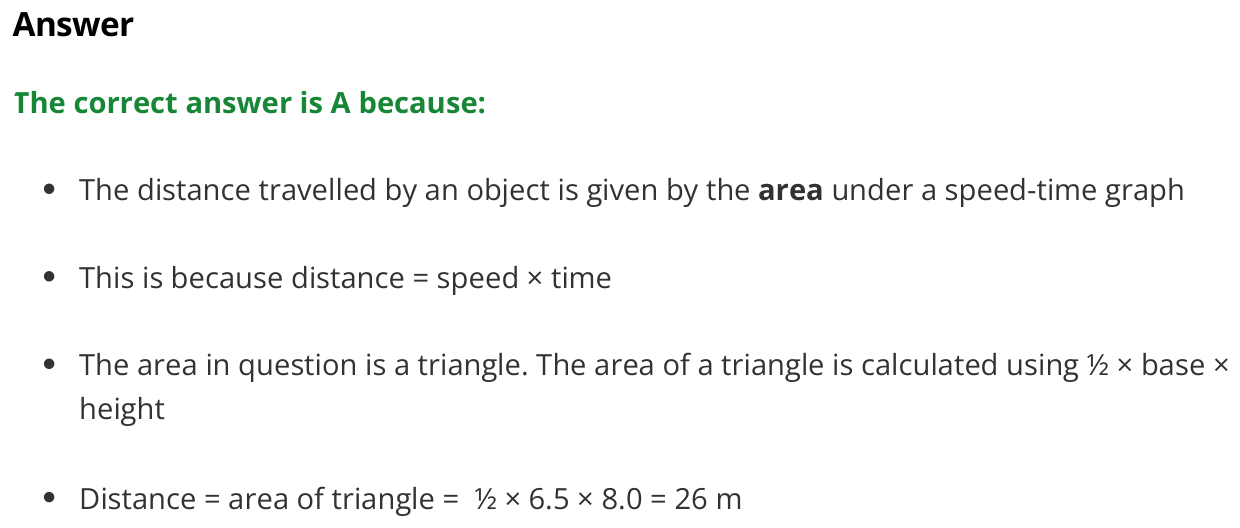 Answer
The correct answer is A because:
• The distance travelled by an object is given by the area under a speed-time graph
• This is because distance = speed × time
• The area in question is a triangle. The area of a triangle is calculated using ½ × base ×
height
• Distance = area of triangle = ½ × 6.5 × 8.0 = 26 m